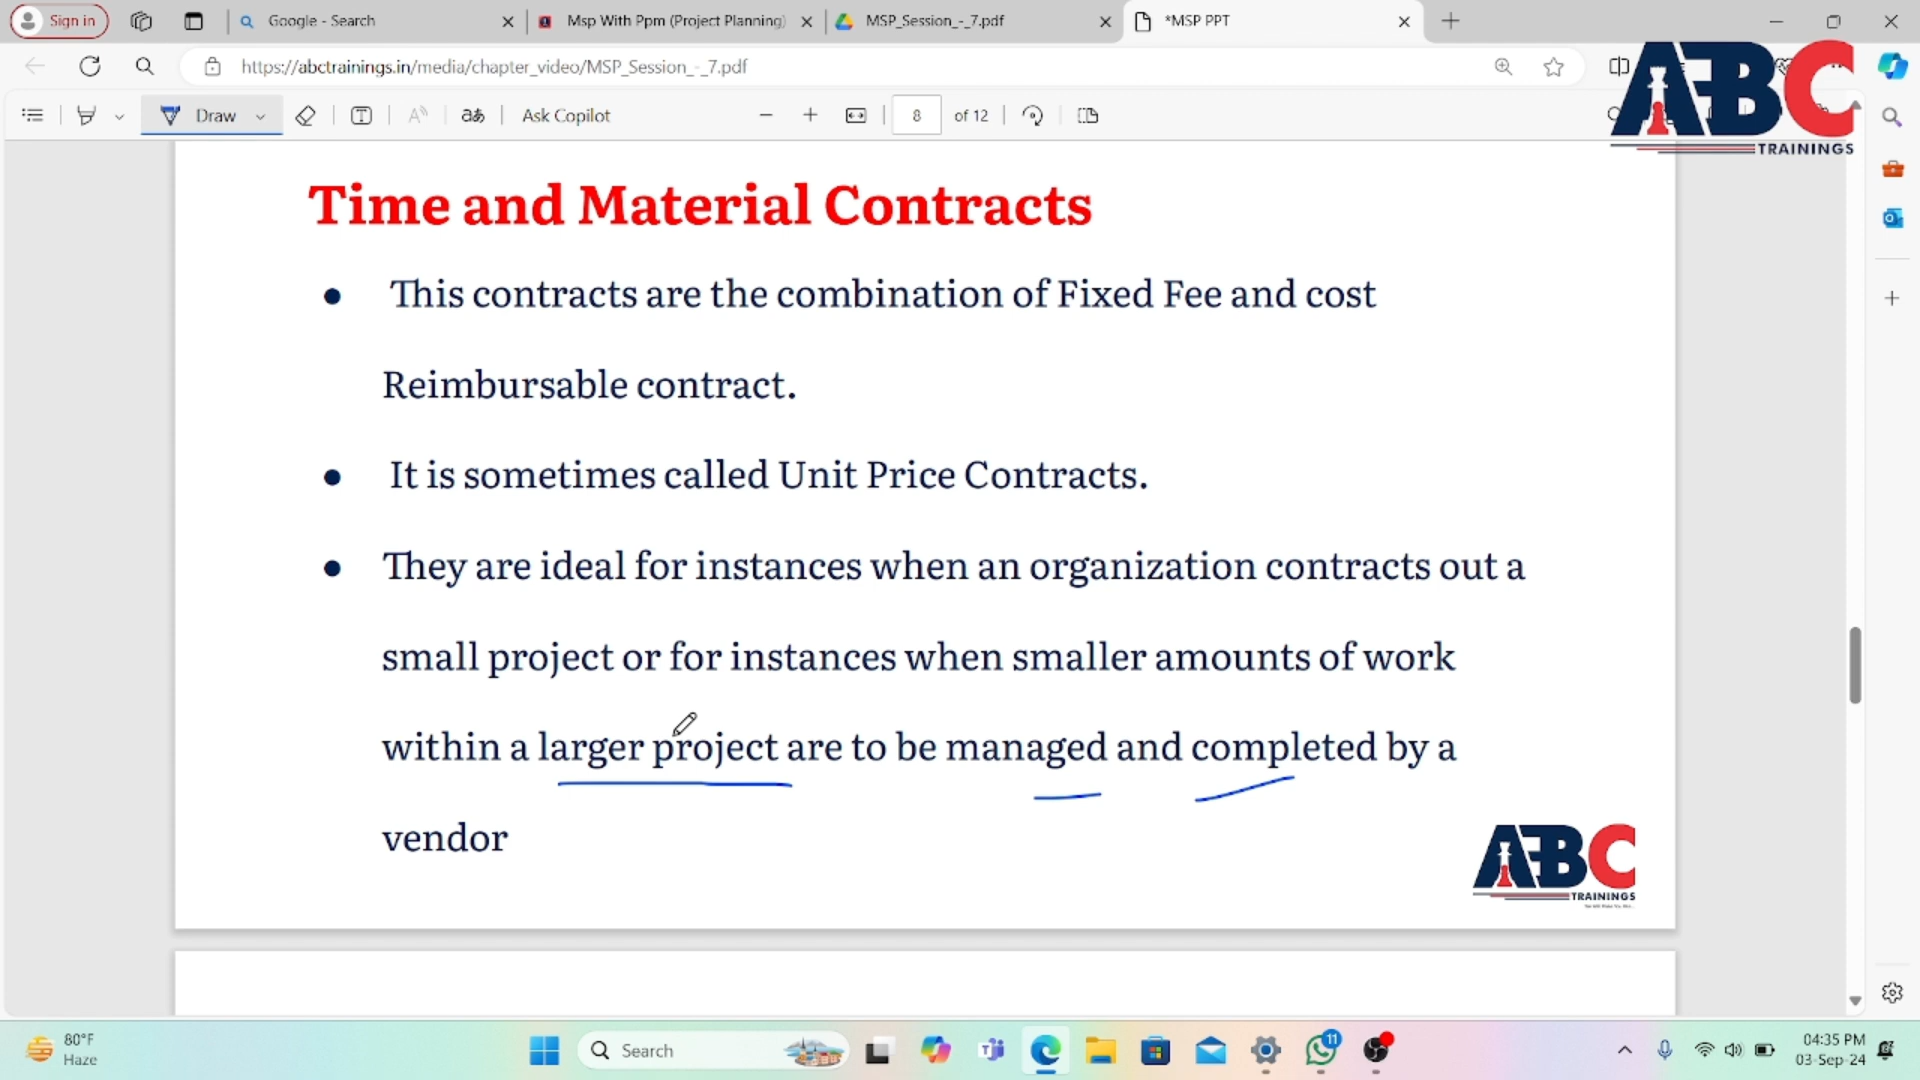 Sign in
Google - Search
Msp With Ppm (Project Planning)
MSP_Session_-_7.pdf
*MSP PPT
https://abctrainings.in/media/chapter_video/MSP_Session_-_7.pdf
Draw
Ask Copilot
8 of 12
ABC
TRAININGS
Time and Material Contracts
● This contracts are the combination of Fixed Fee and cost
Reimbursable contract.
● It is sometimes called Unit Price Contracts.
● They are ideal for instances when an organization contracts out a
small project or for instances when smaller amounts of work
within a larger project are to be managed and completed by a
vendor
ABC
TRAININGS
80°F
Haze
Search
11
04:35 PM
03-Sep-24